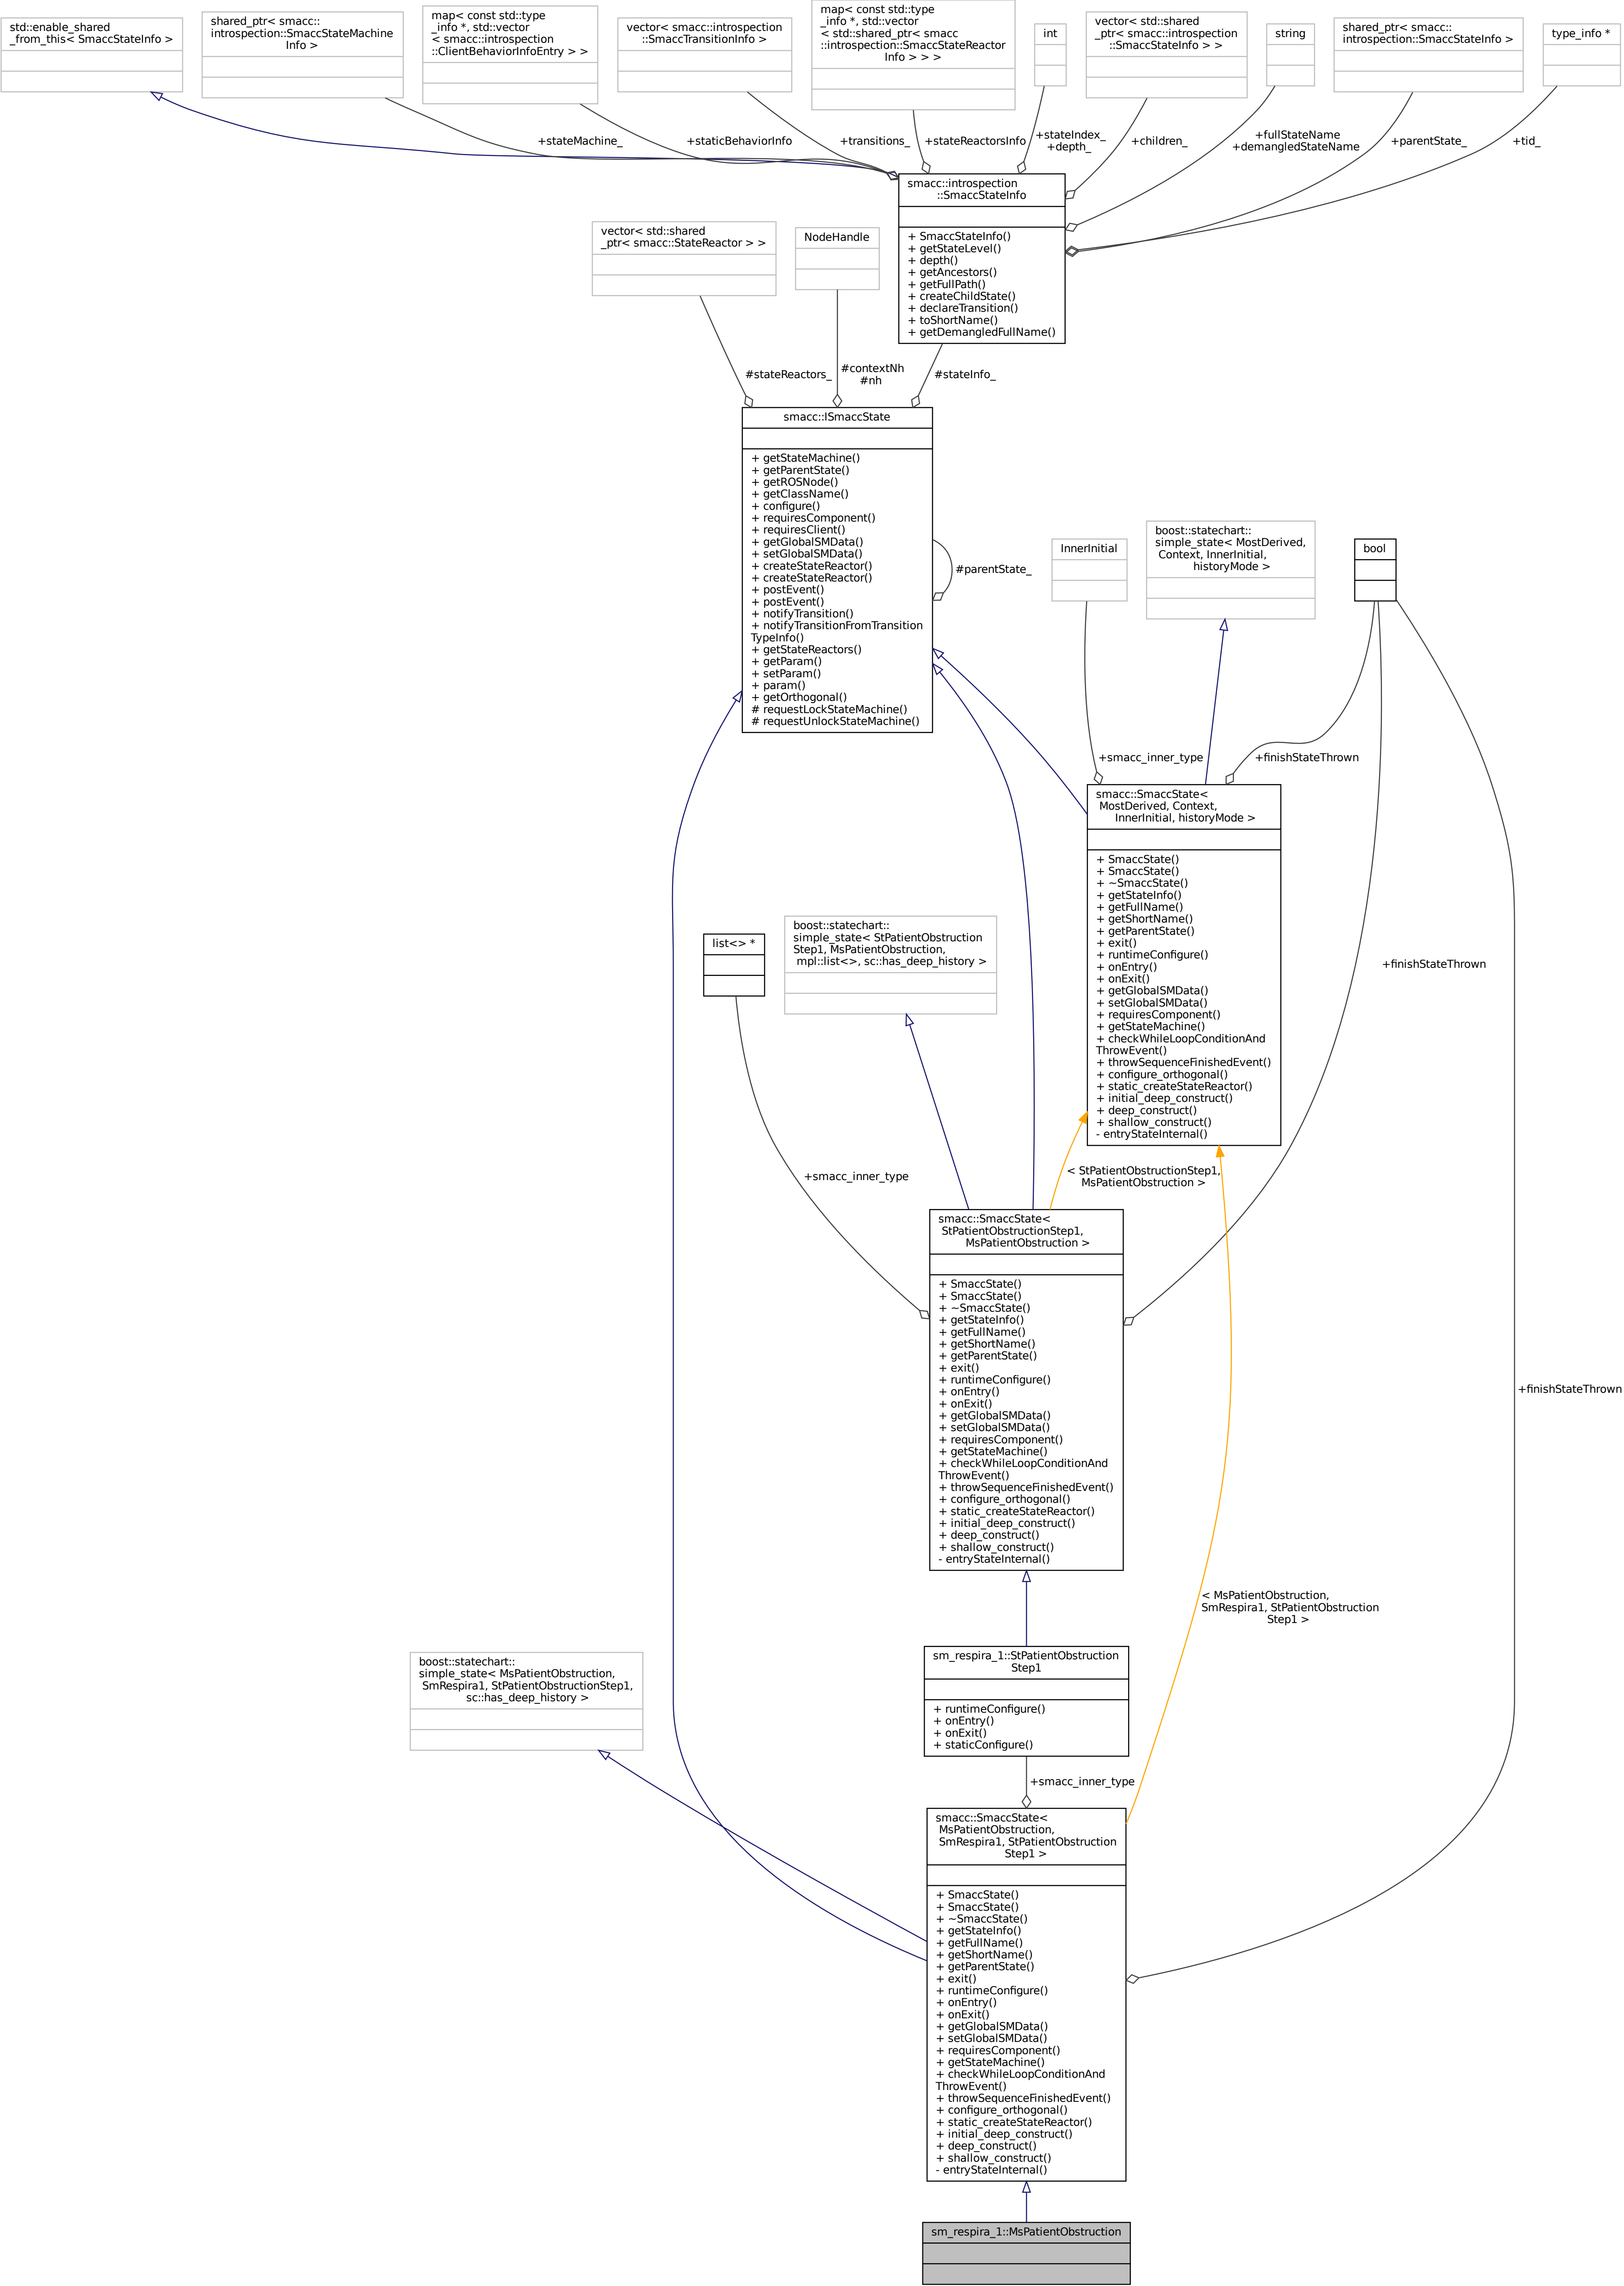 std::enable_shared
_from_this< SmaccStateInfo >
shared_ptr< smacc::
introspection::SmaccStateMachine
Info >
map< const std::type
_info *, std::vector
< smacc::introspection
::ClientBehaviorInfoEntry > >
vector< smacc::introspection
::SmaccTransitionInfo >
map< const std::type
_info *, std::vector
< std::shared_ptr< smacc
::introspection::SmaccStateReactor
Info > > >
int
vector< std::shared
_ptr< smacc::introspection
::SmaccStateInfo > >
string
shared_ptr< smacc::
introspection::SmaccStateInfo >
type_info *
+stateMachine_
+staticBehaviorInfo
+transitions_
+stateReactorsInfo
+stateIndex_
+depth_
+children_
+fullStateName
+demangledStateName
+parentState_
+tid_
smacc::introspection
::SmaccStateInfo
+ SmaccStateInfo()
+ getStateLevel()
+ depth()
+ getAncestors()
+ getFullPath()
+ createChildState()
+ declareTransition()
+ toShortName()
+ getDemangledFullName()
vector< std::shared
_ptr< smacc::StateReactor > >
NodeHandle
#stateReactors_
#contextNh
#nh
#stateInfo_
smacc::ISmaccState
+ getStateMachine()
+ getParentState()
+ getROSNode()
+ getClassName()
+ configure()
+ requiresComponent()
+ requiresClient()
+ getGlobalSMData()
+ setGlobalSMData()
+ createStateReactor()
+ createStateReactor()
+ postEvent()
+ postEvent()
+ notifyTransition()
+ notifyTransitionFromTransition
TypeInfo()
+ getStateReactors()
+ getParam()
+ setParam()
+ param()
+ getOrthogonal()
# requestLockStateMachine()
# requestUnlockStateMachine()
#parentState_
InnerInitial
boost::statechart::
simple_state< MostDerived,
Context, InnerInitial,
historyMode >
bool
+smacc_inner_type
+finishStateThrown
smacc::SmaccState<
MostDerived, Context,
InnerInitial, historyMode >
+ SmaccState()
+ SmaccState()
+ ~SmaccState()
+ getStateInfo()
+ getFullName()
+ getShortName()
+ getParentState()
+ exit()
+ runtimeConfigure()
+ onEntry()
+ onExit()
+ getGlobalSMData()
+ setGlobalSMData()
+ requiresComponent()
+ getStateMachine()
+ checkWhileLoopConditionAnd
ThrowEvent()
+ throwSequenceFinishedEvent()
+ configure_orthogonal()
+ static_createStateReactor()
+ initial_deep_construct()
+ deep_construct()
+ shallow_construct()
- entryStateInternal()
list<> *
boost::statechart::
simple_state< StPatientObstruction
Step1, MsPatientObstruction,
mpl::list<>, sc::has_deep_history >
+finishStateThrown
+smacc_inner_type
< StPatientObstructionStep1,
MsPatientObstruction >
smacc::SmaccState<
StPatientObstructionStep1,
MsPatientObstruction >
+ SmaccState()
+ SmaccState()
+ ~SmaccState()
+ getStateInfo()
+ getFullName()
+ getShortName()
+ getParentState()
+ exit()
+ runtimeConfigure()
+ onEntry()
+ onExit()
+ getGlobalSMData()
+ setGlobalSMData()
+ requiresComponent()
+ getStateMachine()
+ checkWhileLoopConditionAnd
ThrowEvent()
+ throwSequenceFinishedEvent()
+ configure_orthogonal()
+ static_createStateReactor()
+ initial_deep_construct()
+ deep_construct()
+ shallow_construct()
- entryStateInternal()
+finishStateThrown
< MsPatientObstruction,
SmRespira1, StPatientObstruction
Step1 >
boost::statechart::
simple_state< MsPatientObstruction,
SmRespira1, StPatientObstructionStep1,
sc::has_deep_history >
sm_respira_1::StPatientObstruction
Step1
+ runtimeConfigure()
+ onEntry()
+ onExit()
+ staticConfigure()
+smacc_inner_type
smacc::SmaccState<
MsPatientObstruction,
SmRespira1, StPatientObstruction
Step1 >
+ SmaccState()
+ SmaccState()
+ ~SmaccState()
+ getStateInfo()
+ getFullName()
+ getShortName()
+ getParentState()
+ exit()
+ runtimeConfigure()
+ onEntry()
+ onExit()
+ getGlobalSMData()
+ setGlobalSMData()
+ requiresComponent()
+ getStateMachine()
+ checkWhileLoopConditionAnd
ThrowEvent()
+ throwSequenceFinishedEvent()
+ configure_orthogonal()
+ static_createStateReactor()
+ initial_deep_construct()
+ deep_construct()
+ shallow_construct()
- entryStateInternal()
sm_respira_1::MsPatientObstruction